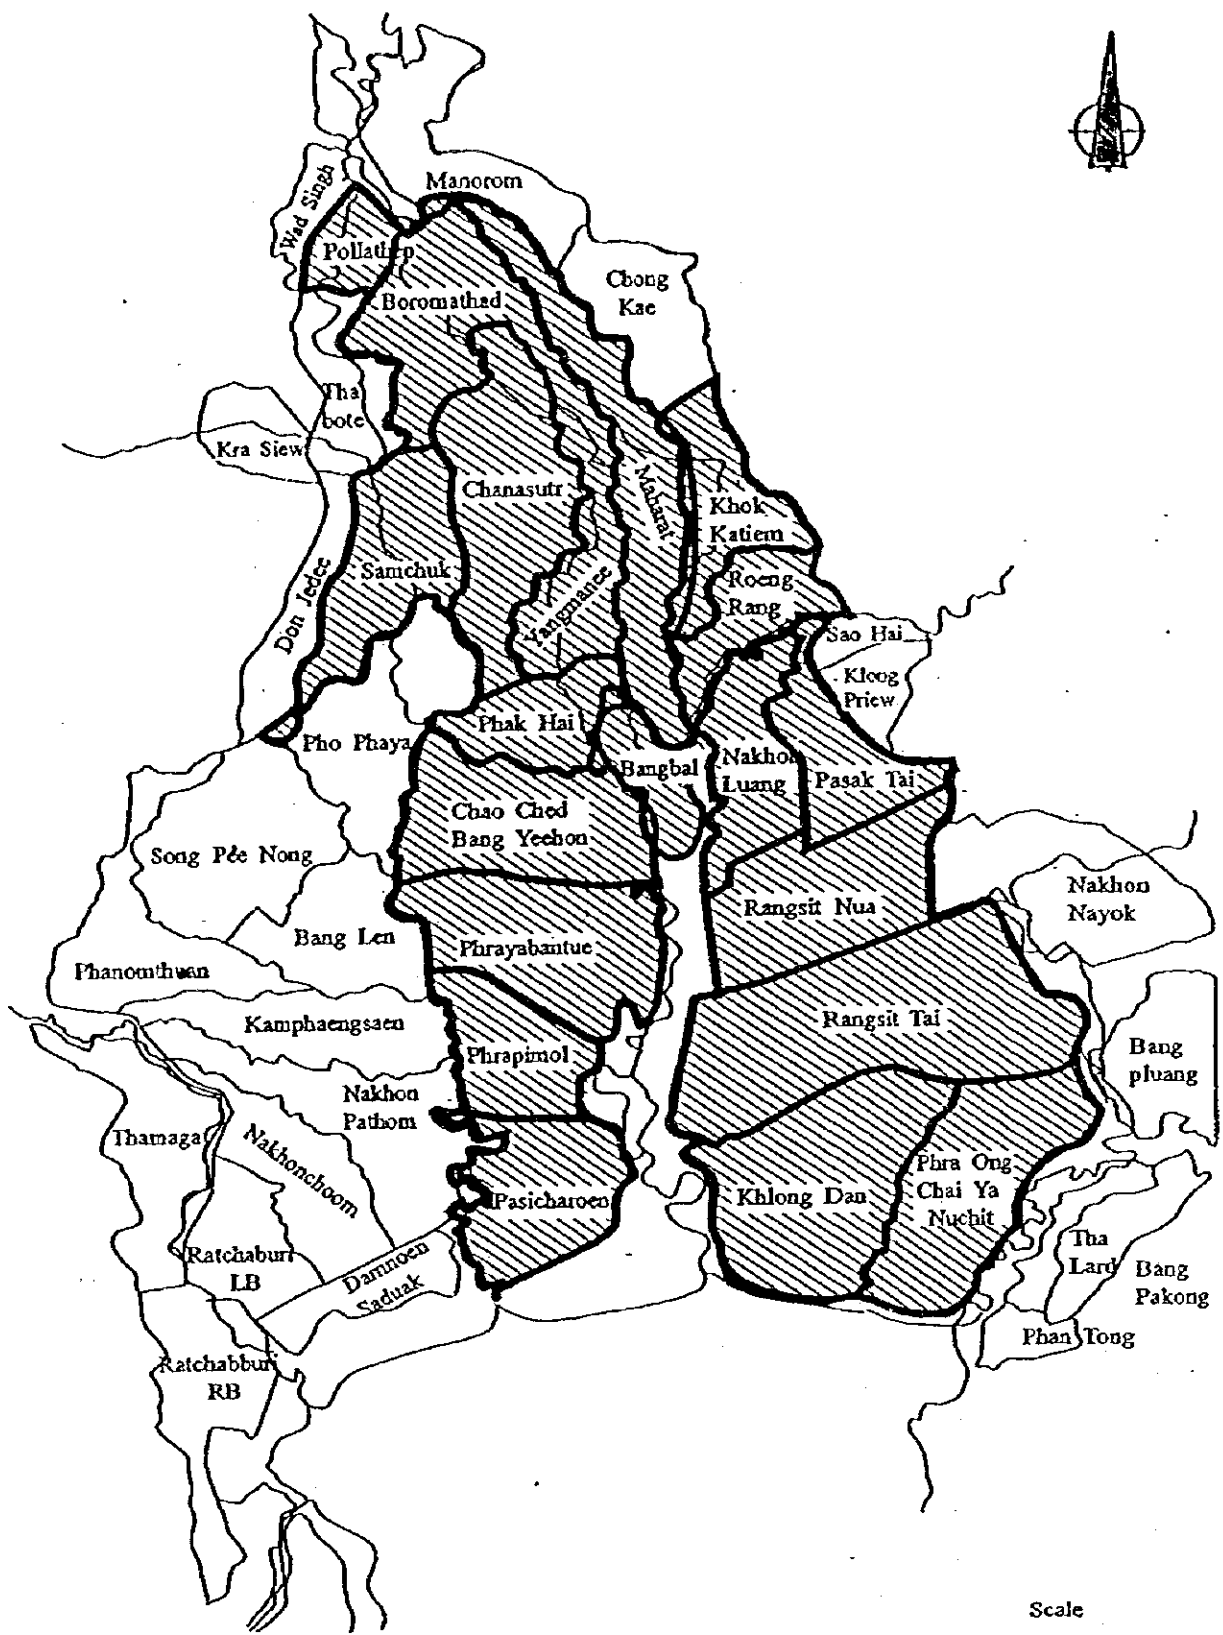 Manorom
Wad Singh
Pollathep
Chong
Kae
Boromathad
Tha
bote
Kra Siew
Chanasutr
Maharat
Khok
Katiem
Samchuk
Roeng
Rang
Yangmanee
Don Jedee
Sao Hai
Klong
Priew
Phak Hai
Pho Phaya
Bangbal
Nakhon
Luang
Pasak Tai
Chao Ched
Bang Yeehon
Song Pee Nong
Nakhon
Nayok
Rangsit Nua
Bang Len
Phrayabantue
Phanomthuan
Kamphaengsaen
Rangsit Tai
Phrapimol
Bang
pluang
Nakhon
Pathom
Thamaga
Nakhonchoom
Phra Ong
Chai Ya
Nuchit
Khlong Dan
Pasicharoen
Ratchaburi
LB
Damnoen
Saduak
Tha
Lard
Bang
Pakong
Phan Tong
Ratchabburi
RB
Scale